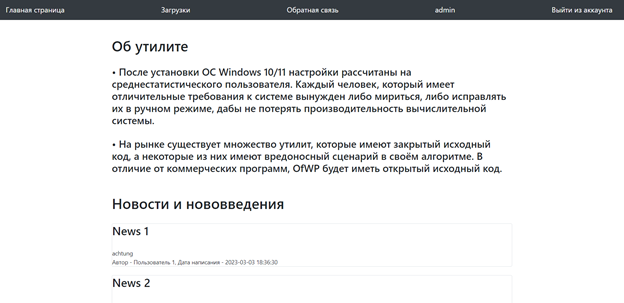 Главная страница Загрузки Обратная связь admin Выйти из аккаунта
Об утилите
• После установки ОС Windows 10/11 настройки рассчитаны на
среднестатистического пользователя. Каждый человек, который имеет
отличительные требования к системе вынужден либо мириться, либо исправлять
их в ручном режиме, дабы не потерять производительность вычислительной
системы.
• На рынке существует множество утилит, которые имеют закрытый исходный
код, а некоторые из них имеют вредоносный сценарий в своём алгоритме. В
отличие от коммерческих программ, OfWP будет иметь открытый исходный код.
Новости и нововведения
News 1
achtung
Автор - Пользователь 1, Дата написания - 2023-03-03 18:36:30
News 2